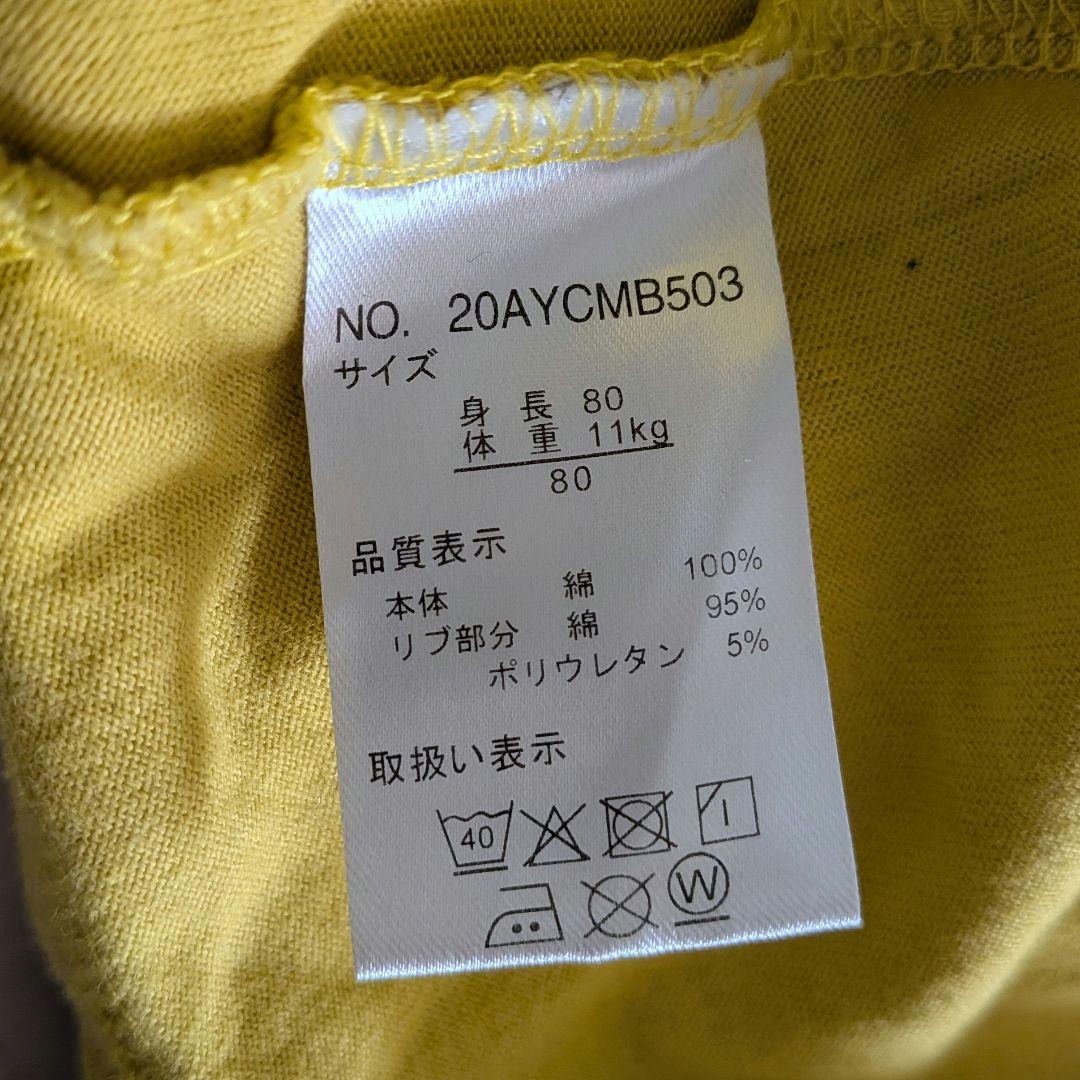 NO. 20AYCMB503
サイズ
身 長 80
体 重 11kg
80
品質表示
本体 綿 100%
リブ部分 綿 95%
ポリウレタン 5%
取扱い表示
40
W